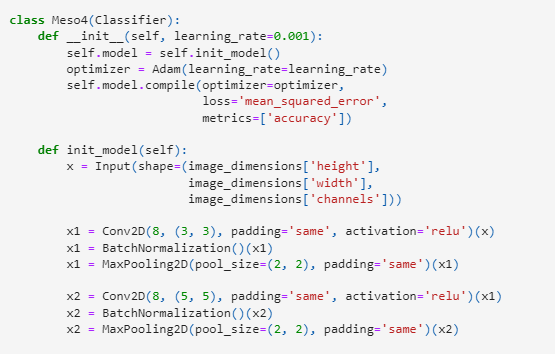 class Meso4(Classifier):
    def __init__(self, learning_rate=0.001):
        self.model = self.init_model()
        optimizer = Adam(learning_rate=learning_rate)
        self.model.compile(optimizer=optimizer,
                           loss='mean_squared_error',
                           metrics=['accuracy'])

    def init_model(self):
        x = Input(shape=(image_dimensions['height'],
                         image_dimensions['width'],
                         image_dimensions['channels']))

        x1 = Conv2D(8, (3, 3), padding='same', activation='relu')(x)
        x1 = BatchNormalization()(x1)
        x1 = MaxPooling2D(pool_size=(2, 2), padding='same')(x1)

        x2 = Conv2D(8, (5, 5), padding='same', activation='relu')(x1)
        x2 = BatchNormalization()(x2)
        x2 = MaxPooling2D(pool_size=(2, 2), padding='same')(x2)